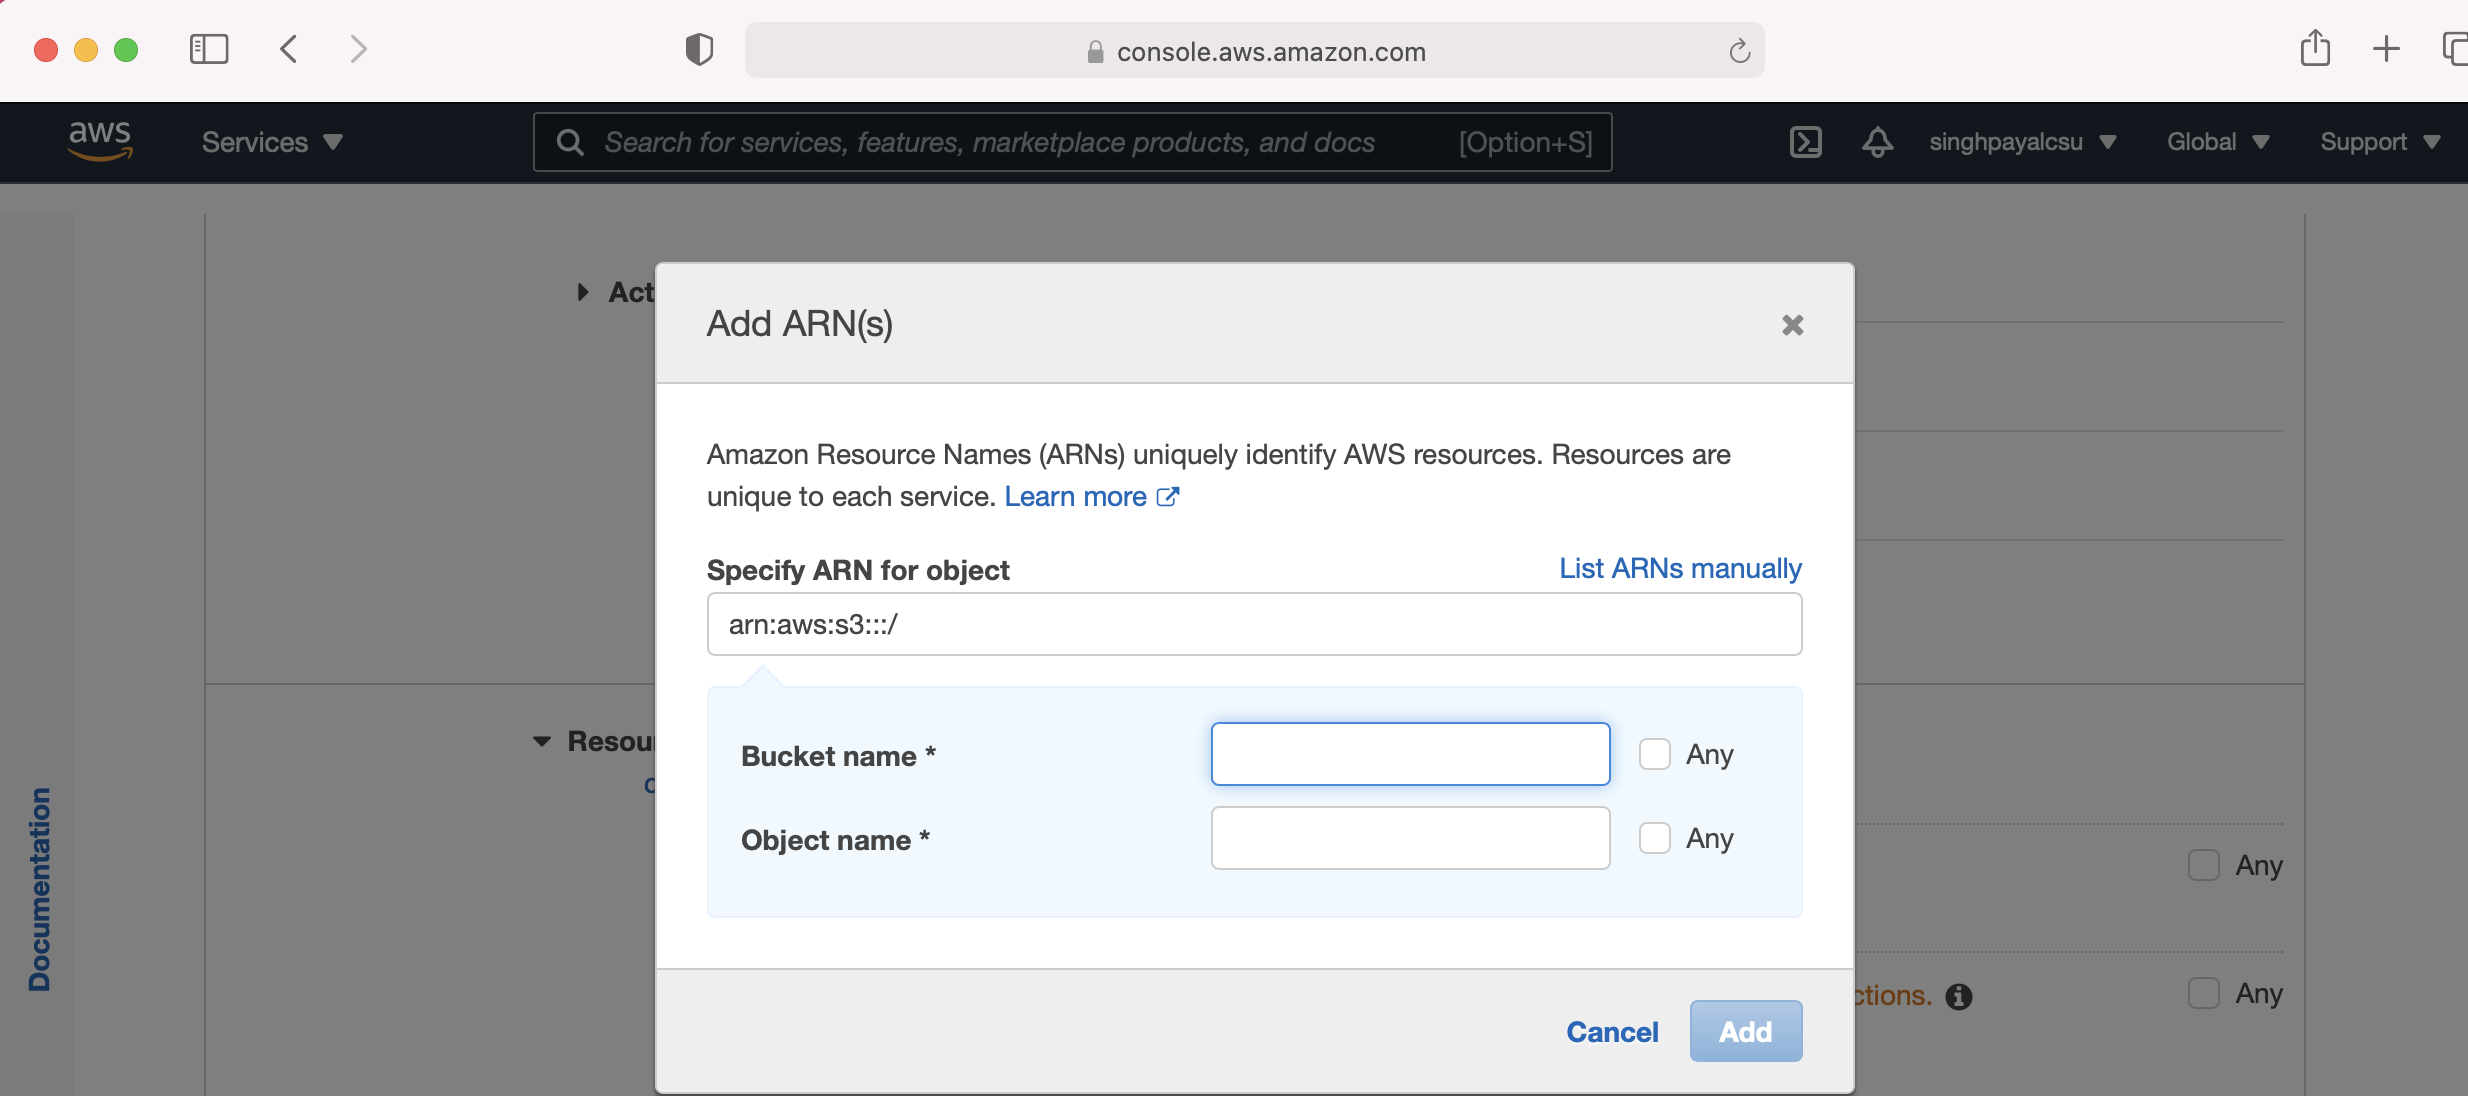 console.aws.amazon.com
aws
Services
Search for services, features, marketplace products, and docs
[Option+S]
singhpayalcsu
Global
Support
Act
Add ARN(s)
Amazon Resource Names (ARNs) uniquely identify AWS resources. Resources are
unique to each service. Learn more
Specify ARN for object
List ARNs manually
arn:aws:s3:::/
Resou
Bucket name *
Any
Object name *
Any
Documentation
Any
ctions.
Any
Cancel
Add